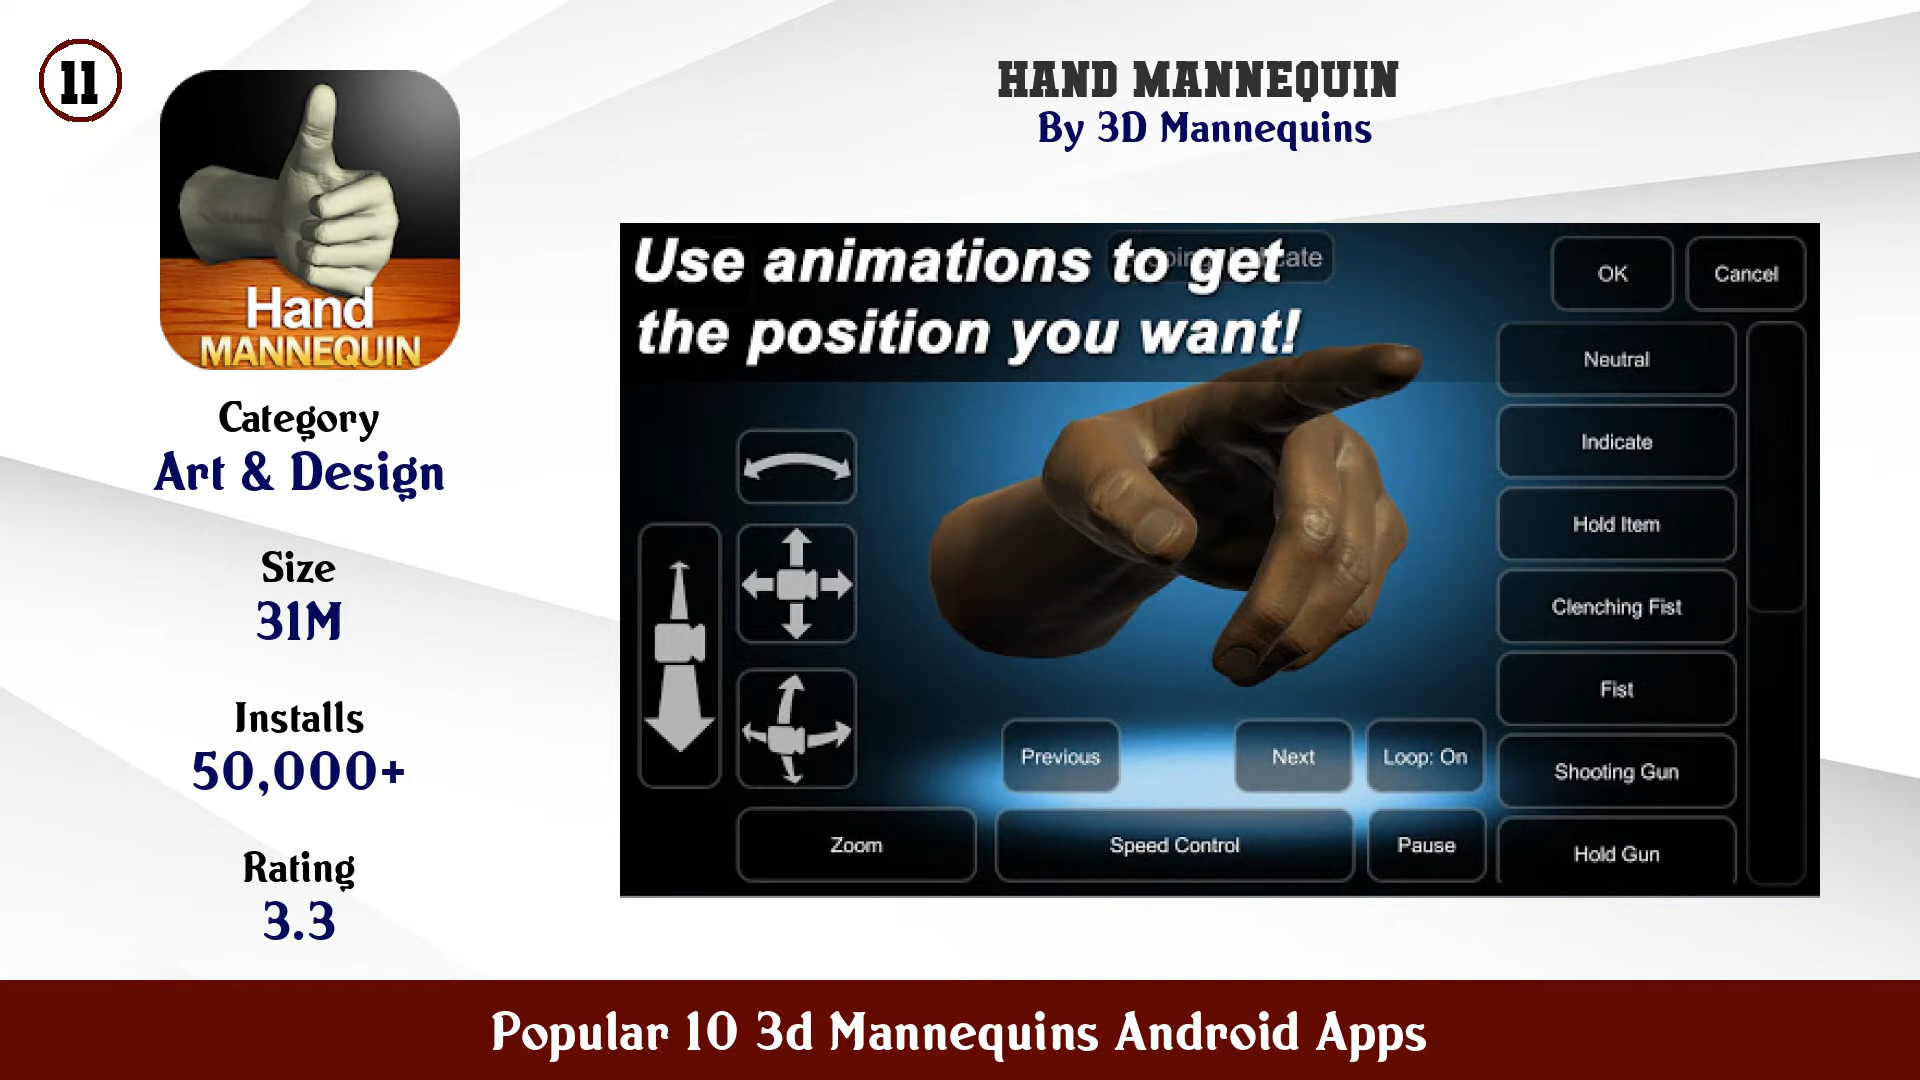 11
HAND MANNEQUIN
By 3D Mannequins
Hand
MANNEQUIN
Category
Art & Design
Size
31M
Installs
50,000+
Rating
3.3
Use animations to get
the position you want!
OK
Cancel
Neutral
Indicate
Hold Item
Clenching Fist
Fist
Shooting Gun
Hold Gun
Previous
Next
Loop: On
Zoom
Speed Control
Pause
Popular 10 3d Mannequins Android Apps